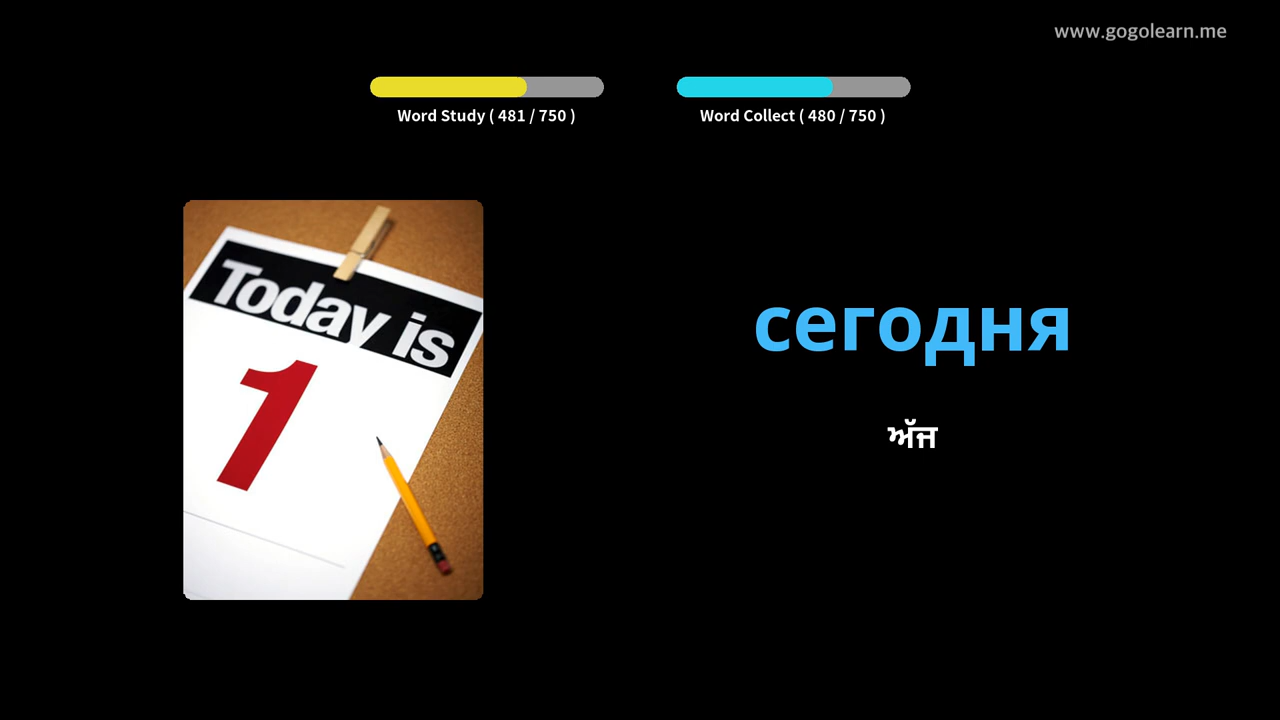 www.gogolearn.me
Word Study ( 481 / 750 )
Word Collect ( 480 / 750 )
Today is
1
сегодня
ਅੱਜ